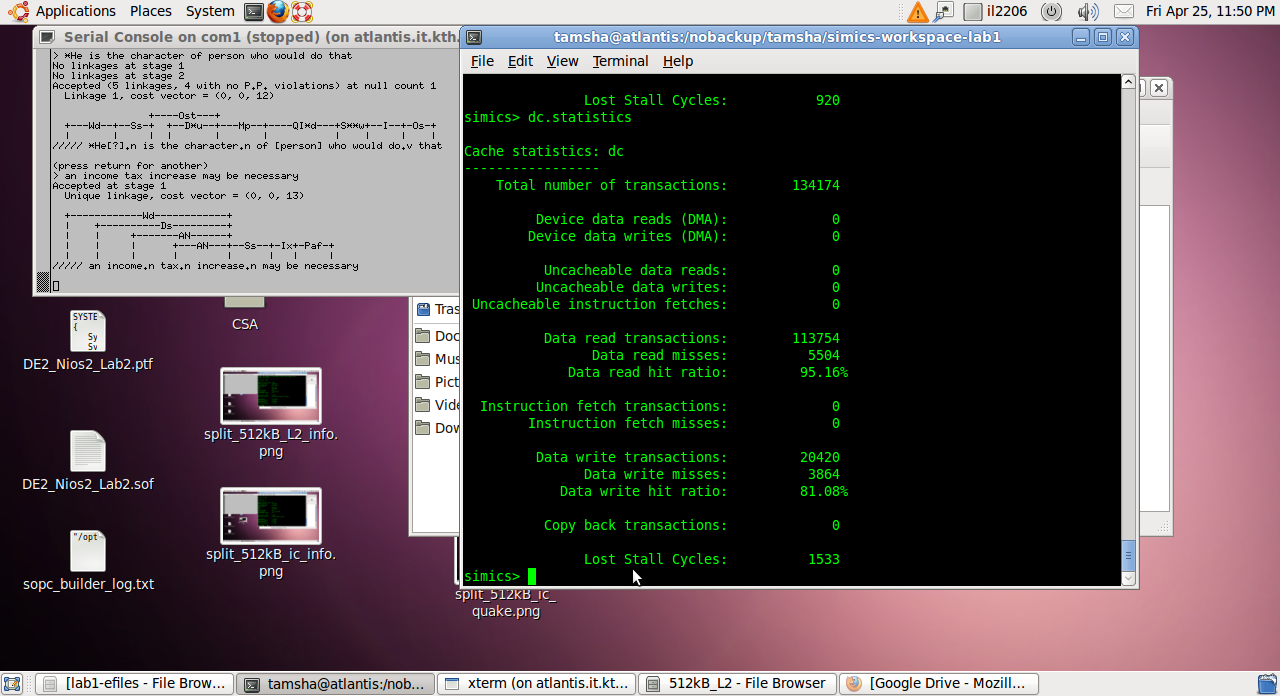 Applications Places System
il2206
Fri Apr 25, 11:50 PM
Serial Console on com1 (stopped) (on atlantis.it.kth.
> *He is the character of person who would do that
No linkages at stage 1
No linkages at stage 2
Accepted (5 linkages, 4 with no P.P. violations) at null count 1
Linkage 1, cost vector = (0, 0, 12)
+----Ost---+
+---Wd--+--Ss-+ +--D*u--+---Mp--+----QI*d---+S**w+--I--+-Os-+
| | | | | | | | |
///// *He[?].n is the character.n of [person] who would do.v that
(press return for another)
> an income tax increase may be necessary
Accepted at stage 1
Unique linkage, cost vector = (0, 0, 13)
+------------Wd------------+
| +----------Ds---------+
| | +-------AN------+
| | | +---AN---+--Ss--+-Ix+-Paf-+
| | | | | | | |
///// an income.n tax.n increase.n may be necessary
tamsha@atlantis:/nobackup/tamsha/simics-workspace-lab1
File Edit View Terminal Help
Lost Stall Cycles: 920
simics> dc.statistics
Cache statistics: dc
-----------------
Total number of transactions: 134174
Device data reads (DMA): 0
Device data writes (DMA): 0
Uncacheable data reads: 0
Uncacheable data writes: 0
Uncacheable instruction fetches: 0
Data read transactions: 113754
Data read misses: 5504
Data read hit ratio: 95.16%
Instruction fetch transactions: 0
Instruction fetch misses: 0
Data write transactions: 20420
Data write misses: 3864
Data write hit ratio: 81.08%
Copy back transactions: 0
Lost Stall Cycles: 1533
simics>
Tras
Doc
Mus
Pict
Vide
Dow
CSA
SYSTE
{
Sy
Sv
DE2_Nios2_Lab2.ptf
split_512kB_L2_info.
png
DE2_Nios2_Lab2.sof
split_512kB_ic_info.
png
"/opt
sopc_builder_log.txt
split_512kB_ic_
quake.png
[lab1-efiles - File Brow...
tamsha@atlantis:/nob...
xterm (on atlantis.it.kt...
512kB_L2 - File Browser
[Google Drive - Mozill...